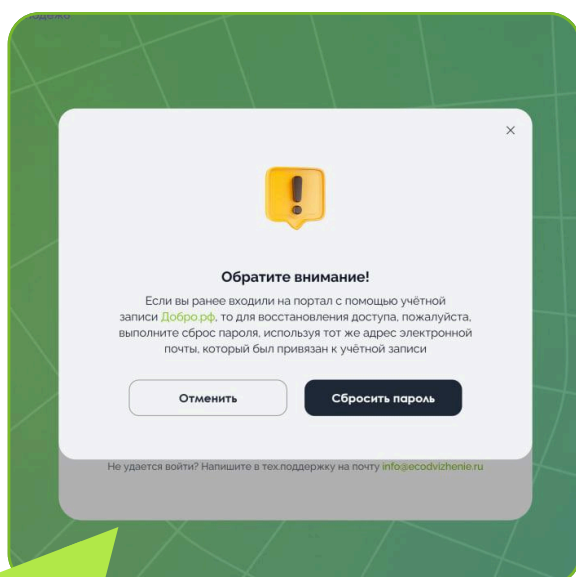 Обратите внимание!
Если вы ранее входили на портал с помощью учётной
записи Добро.рф, то для восстановления доступа, пожалуйста,
выполните сброс пароля, используя тот же адрес электронной
почты, который был привязан к учётной записи
Отменить Сбросить пароль
Не удается войти? Напишите в тех.поддержку на почту info@ecodvizhenie.ru